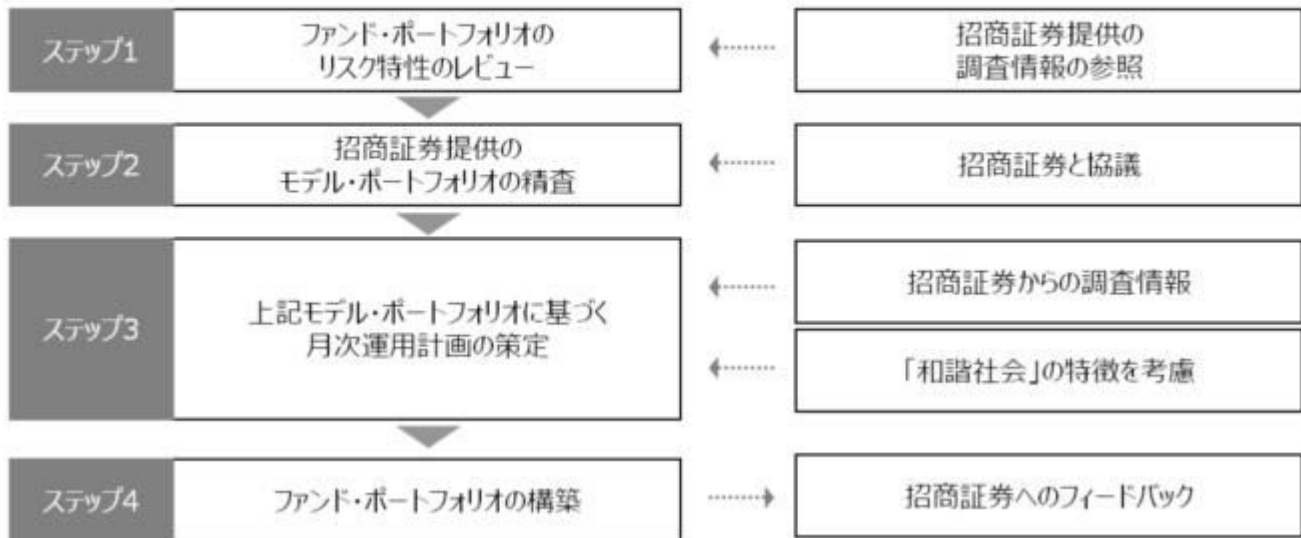 ステップ1
ファンド・ポートフォリオの
リスク特性のレビュー
招商証券提供の
調査情報の参照
ステップ2
招商証券提供の
モデル・ポートフォリオの精査
招商証券と協議
ステップ3
上記モデル・ポートフォリオに基づく
月次運用計画の策定
招商証券からの調査情報
「和諧社会」の特徴を考慮
ステップ4
ファンド・ポートフォリオの構築
招商証券へのフィードバック